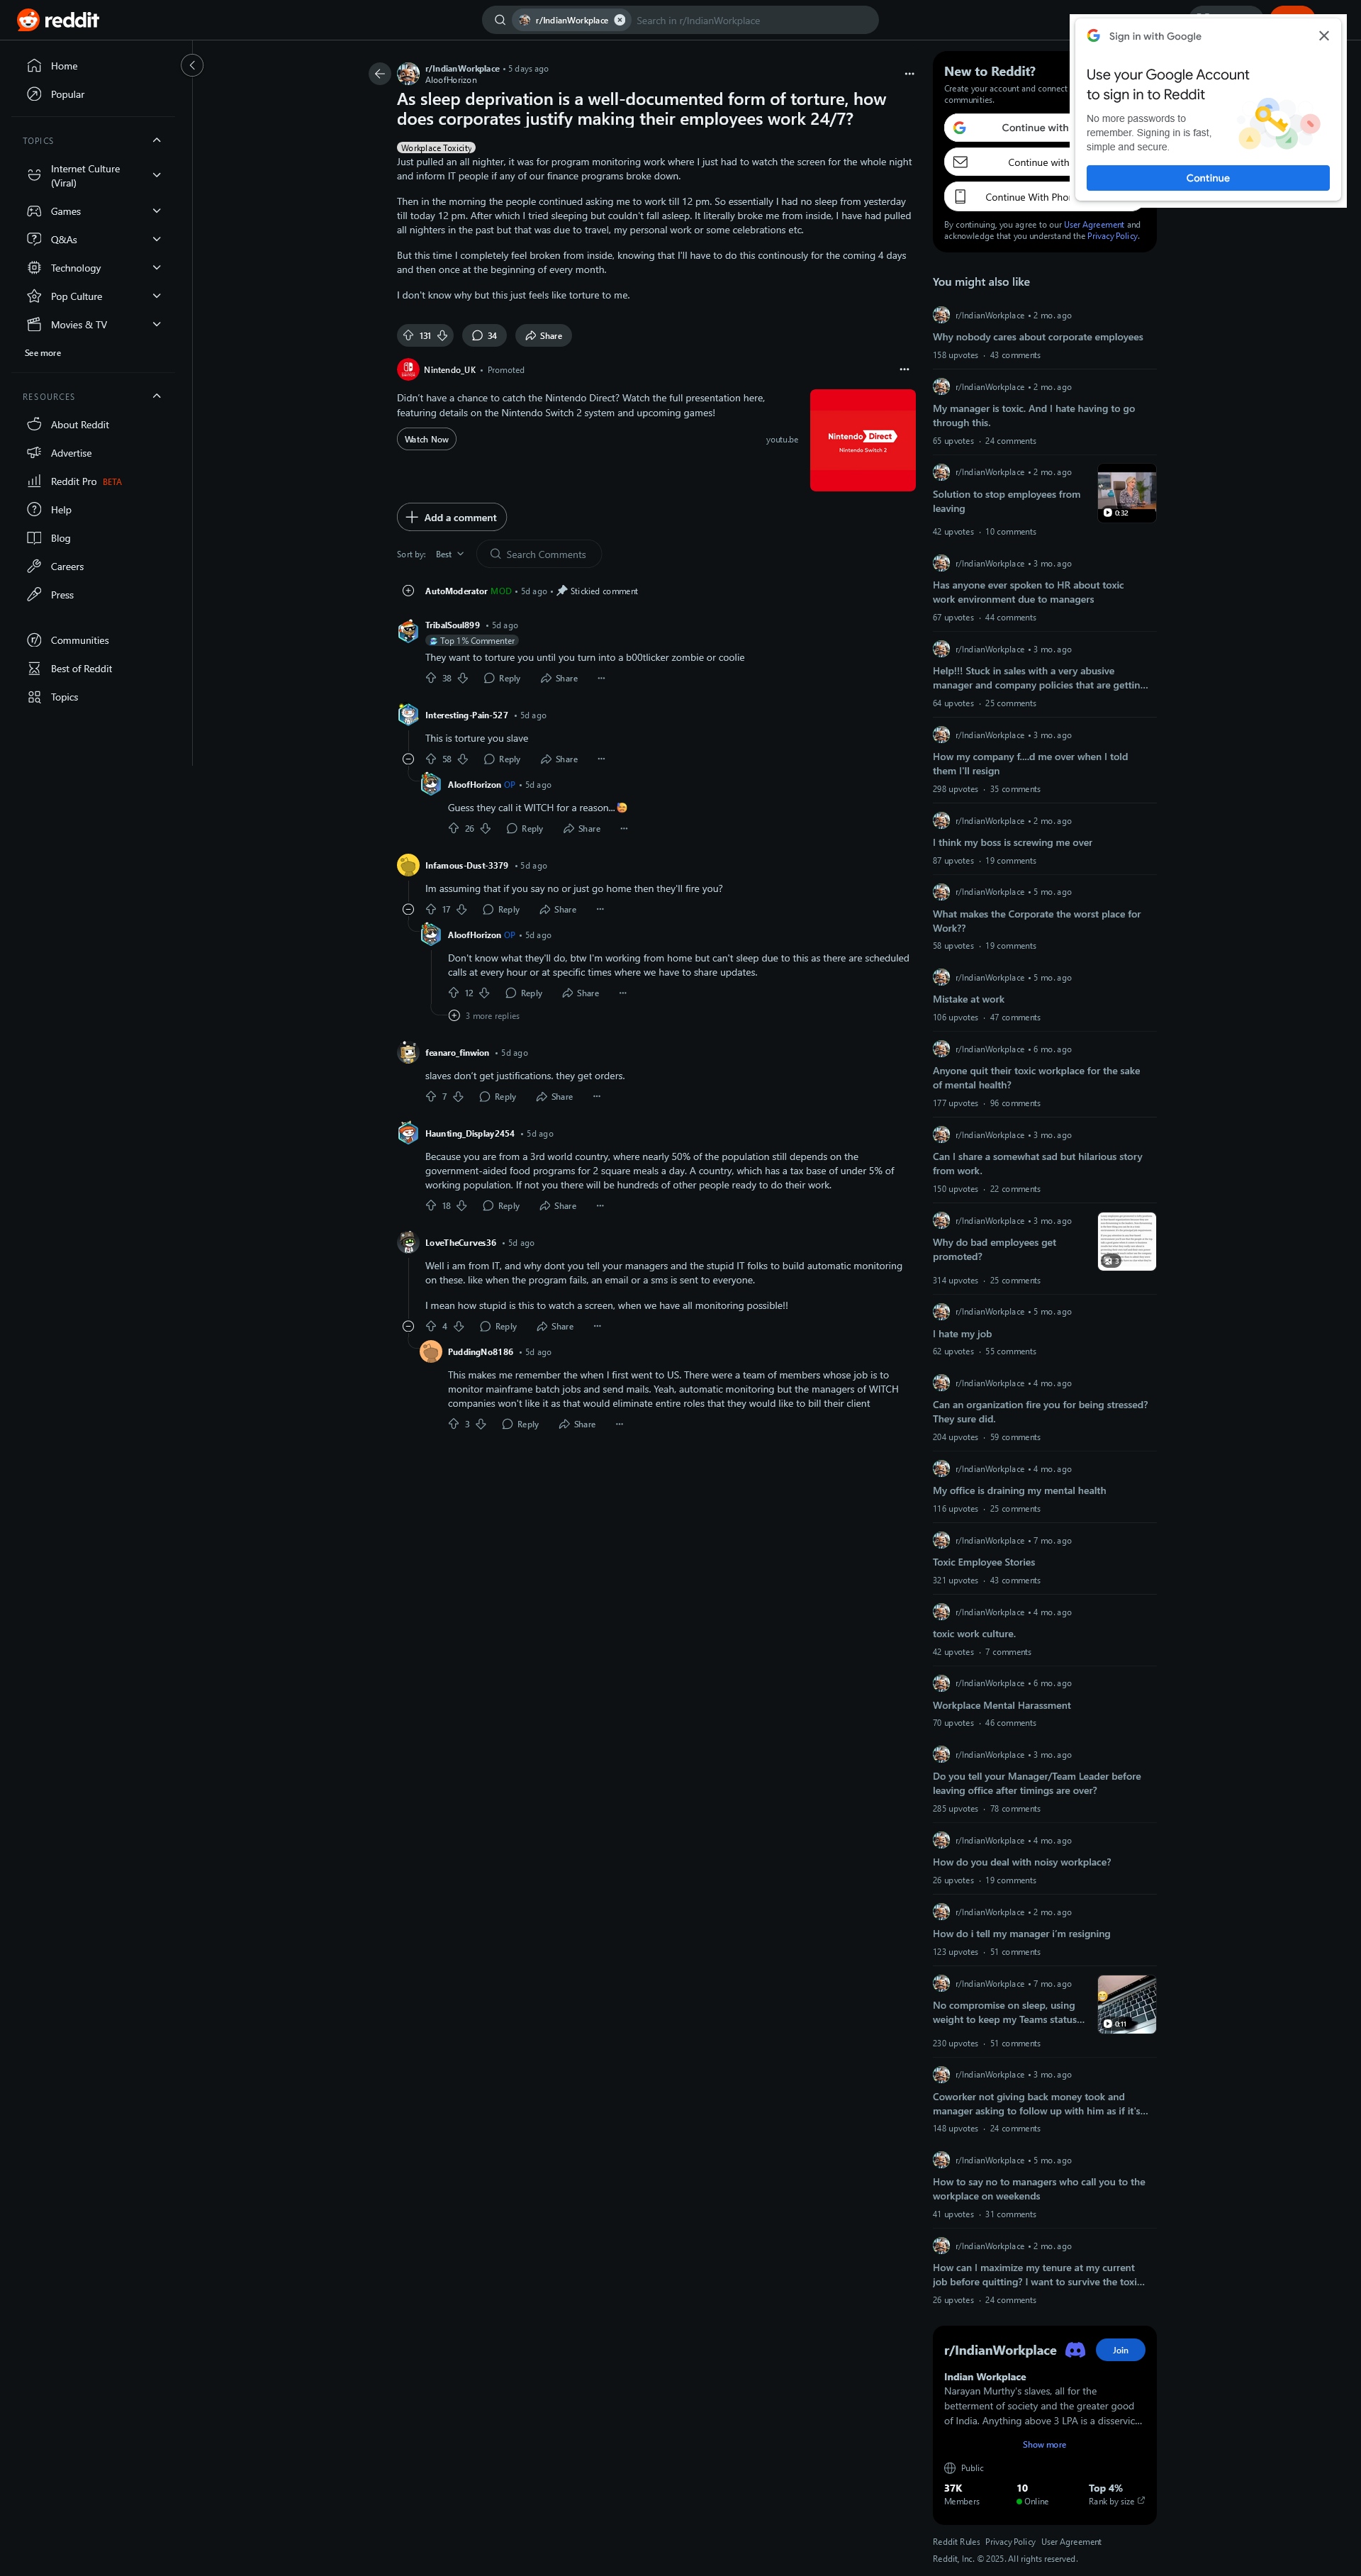 reddit
r/IndianWorkplace
Search in r/IndianWorkplace
Sign in with Google
Use your Google Account
to sign in to Reddit
No more passwords to
remember. Signing in is fast,
simple and secure.
Continue
Home
Popular
TOPICS
Internet Culture
(Viral)
Games
Q&As
Technology
Pop Culture
Movies & TV
See more
RESOURCES
About Reddit
Advertise
Reddit Pro BETA
Help
Blog
Careers
Press
Communities
Best of Reddit
Topics
r/IndianWorkplace • 5 days ago
AloofHorizon
As sleep deprivation is a well-documented form of torture, how
does corporates justify making their employees work 24/7?
Workplace Toxicity
Just pulled an all nighter, it was for program monitoring work where I just had to watch the screen for the whole night
and inform IT people if any of our finance programs broke down.
Then in the morning the people continued asking me to work till 12 pm. So essentially I had no sleep from yesterday
till today 12 pm. After which I tried sleeping but couldn't fall asleep. It literally broke me from inside, I have had pulled
all nighters in the past but that was due to travel, my personal work or some celebrations etc.
But this time I completely feel broken from inside, knowing that I'll have to do this continously for the coming 4 days
and then once at the beginning of every month.
I don't know why but this just feels like torture to me.
131
34
Share
Nintendo_UK • Promoted
Didn't have a chance to catch the Nintendo Direct? Watch the full presentation here,
featuring details on the Nintendo Switch 2 system and upcoming games!
Watch Now
youtu.be
Nintendo Direct
Nintendo Switch 2
Add a comment
Sort by: Best
Search Comments
AutoModerator MOD • 5d ago • Stickied comment
TribalSoul899 • 5d ago
Top 1% Commenter
They want to torture you until you turn into a b00tlicker zombie or coolie
38 Reply Share
Interesting-Pain-527 • 5d ago
This is torture you slave
58 Reply Share
AloofHorizon OP • 5d ago
Guess they call it WITCH for a reason... 🥲
26 Reply Share
Infamous-Dust-3379 • 5d ago
Im assuming that if you say no or just go home then they'll fire you?
17 Reply Share
AloofHorizon OP • 5d ago
Don't know what they'll do, btw I'm working from home but can't sleep due to this as there are scheduled
calls at every hour or at specific times where we have to share updates.
12 Reply Share
3 more replies
feanaro_finwion • 5d ago
slaves don't get justifications. they get orders.
7 Reply Share
Haunting_Display2454 • 5d ago
Because you are from a 3rd world country, where nearly 50% of the population still depends on the
government-aided food programs for 2 square meals a day. A country, which has a tax base of under 5% of
working population. If not you there will be hundreds of other people ready to do their work.
18 Reply Share
LoveTheCurves36 • 5d ago
Well i am from IT, and why dont you tell your managers and the stupid IT folks to build automatic monitoring
on these. like when the program fails, an email or a sms is sent to everyone.
I mean how stupid is this to watch a screen, when we have all monitoring possible!!
4 Reply Share
PuddingNo8186 • 5d ago
This makes me remember the when I first went to US. There were a team of members whose job is to
monitor mainframe batch jobs and send mails. Yeah, automatic monitoring but the managers of WITCH
companies won't like it as that would eliminate entire roles that they would like to bill their client
3 Reply Share
New to Reddit?
Create your account and connect
communities.
Continue with
Continue with
Continue With Pho
By continuing, you agree to our User Agreement and
acknowledge that you understand the Privacy Policy.
You might also like
r/IndianWorkplace • 2 mo. ago
Why nobody cares about corporate employees
158 upvotes · 43 comments
r/IndianWorkplace • 2 mo. ago
My manager is toxic. And I hate having to go
through this.
65 upvotes · 24 comments
r/IndianWorkplace • 2 mo. ago
Solution to stop employees from
leaving
0:32
42 upvotes · 10 comments
r/IndianWorkplace • 3 mo. ago
Has anyone ever spoken to HR about toxic
work environment due to managers
67 upvotes · 44 comments
r/IndianWorkplace • 3 mo. ago
Help!!! Stuck in sales with a very abusive
manager and company policies that are gettin...
64 upvotes · 25 comments
r/IndianWorkplace • 3 mo. ago
How my company f....d me over when I told
them I'll resign
298 upvotes · 35 comments
r/IndianWorkplace • 2 mo. ago
I think my boss is screwing me over
87 upvotes · 19 comments
r/IndianWorkplace • 5 mo. ago
What makes the Corporate the worst place for
Work??
58 upvotes · 19 comments
r/IndianWorkplace • 5 mo. ago
Mistake at work
106 upvotes · 47 comments
r/IndianWorkplace • 6 mo. ago
Anyone quit their toxic workplace for the sake
of mental health?
177 upvotes · 96 comments
r/IndianWorkplace • 3 mo. ago
Can I share a somewhat sad but hilarious story
from work.
150 upvotes · 22 comments
r/IndianWorkplace • 3 mo. ago
Why do bad employees get
promoted?
3
314 upvotes · 25 comments
r/IndianWorkplace • 5 mo. ago
I hate my job
62 upvotes · 55 comments
r/IndianWorkplace • 4 mo. ago
Can an organization fire you for being stressed?
They sure did.
204 upvotes · 59 comments
r/IndianWorkplace • 4 mo. ago
My office is draining my mental health
116 upvotes · 25 comments
r/IndianWorkplace • 7 mo. ago
Toxic Employee Stories
321 upvotes · 43 comments
r/IndianWorkplace • 4 mo. ago
toxic work culture.
42 upvotes · 7 comments
r/IndianWorkplace • 6 mo. ago
Workplace Mental Harassment
70 upvotes · 46 comments
r/IndianWorkplace • 3 mo. ago
Do you tell your Manager/Team Leader before
leaving office after timings are over?
285 upvotes · 78 comments
r/IndianWorkplace • 4 mo. ago
How do you deal with noisy workplace?
26 upvotes · 19 comments
r/IndianWorkplace • 2 mo. ago
How do i tell my manager i'm resigning
123 upvotes · 51 comments
r/IndianWorkplace • 7 mo. ago
No compromise on sleep, using
weight to keep my Teams status...
0:11
230 upvotes · 51 comments
r/IndianWorkplace • 3 mo. ago
Coworker not giving back money took and
manager asking to follow up with him as if it's...
148 upvotes · 24 comments
r/IndianWorkplace • 5 mo. ago
How to say no to managers who call you to the
workplace on weekends
41 upvotes · 31 comments
r/IndianWorkplace • 2 mo. ago
How can I maximize my tenure at my current
job before quitting? I want to survive the toxi...
26 upvotes · 24 comments
r/IndianWorkplace
Join
Indian Workplace
Narayan Murthy's slaves, all for the
betterment of society and the greater good
of India. Anything above 3 LPA is a disservic...
Show more
Public
37K 10 Top 4%
Members Online Rank by size
Reddit Rules Privacy Policy User Agreement
Reddit, Inc. © 2025. All rights reserved.